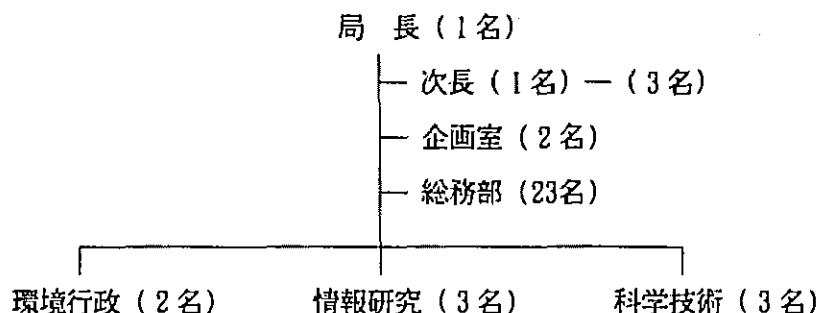 局 長 (1名)
次長 (1名) — (3名)
企画室 (2名)
総務部 (23名)
環境行政 (2名) 情報研究 (3名) 科学技術 (3名)